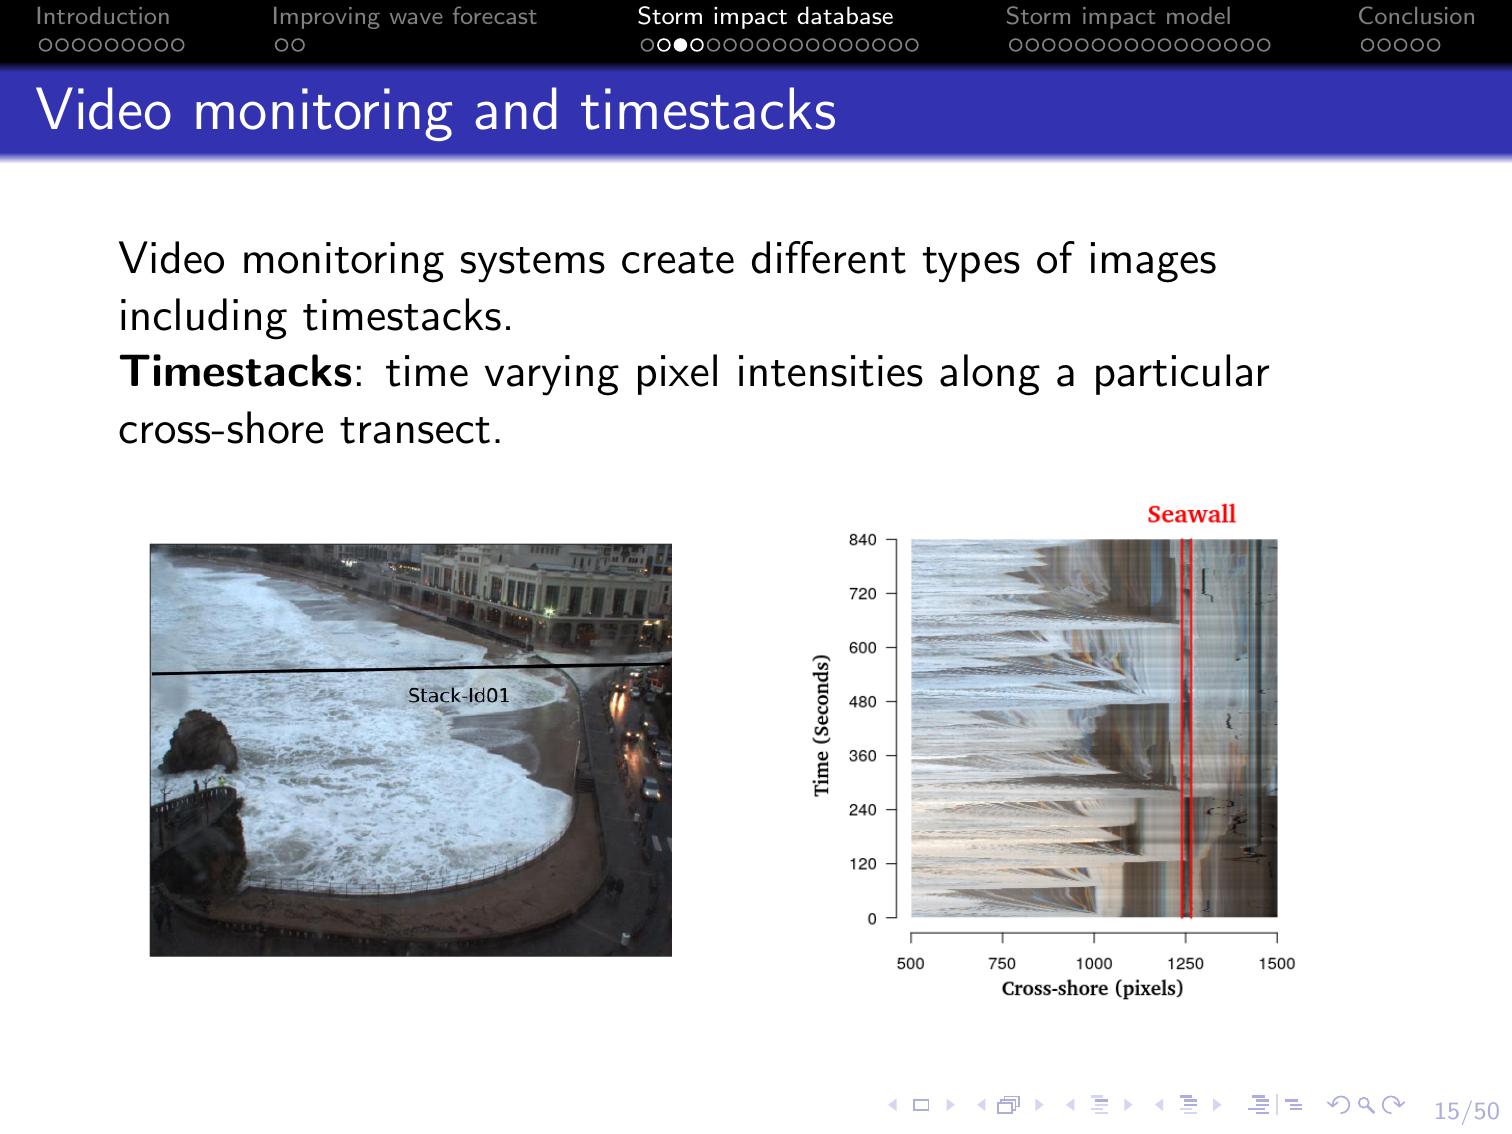 Introduction
Improving wave forecast
Storm impact database
Storm impact model
Conclusion
Video monitoring and timestacks
Video monitoring systems create different types of images
including timestacks.
Timestacks: time varying pixel intensities along a particular
cross-shore transect.
Stack-Id01
Seawall
840
720
600
480
360
240
120
0
Time (Seconds)
500 750 1000 1250 1500
Cross-shore (pixels)
15/50